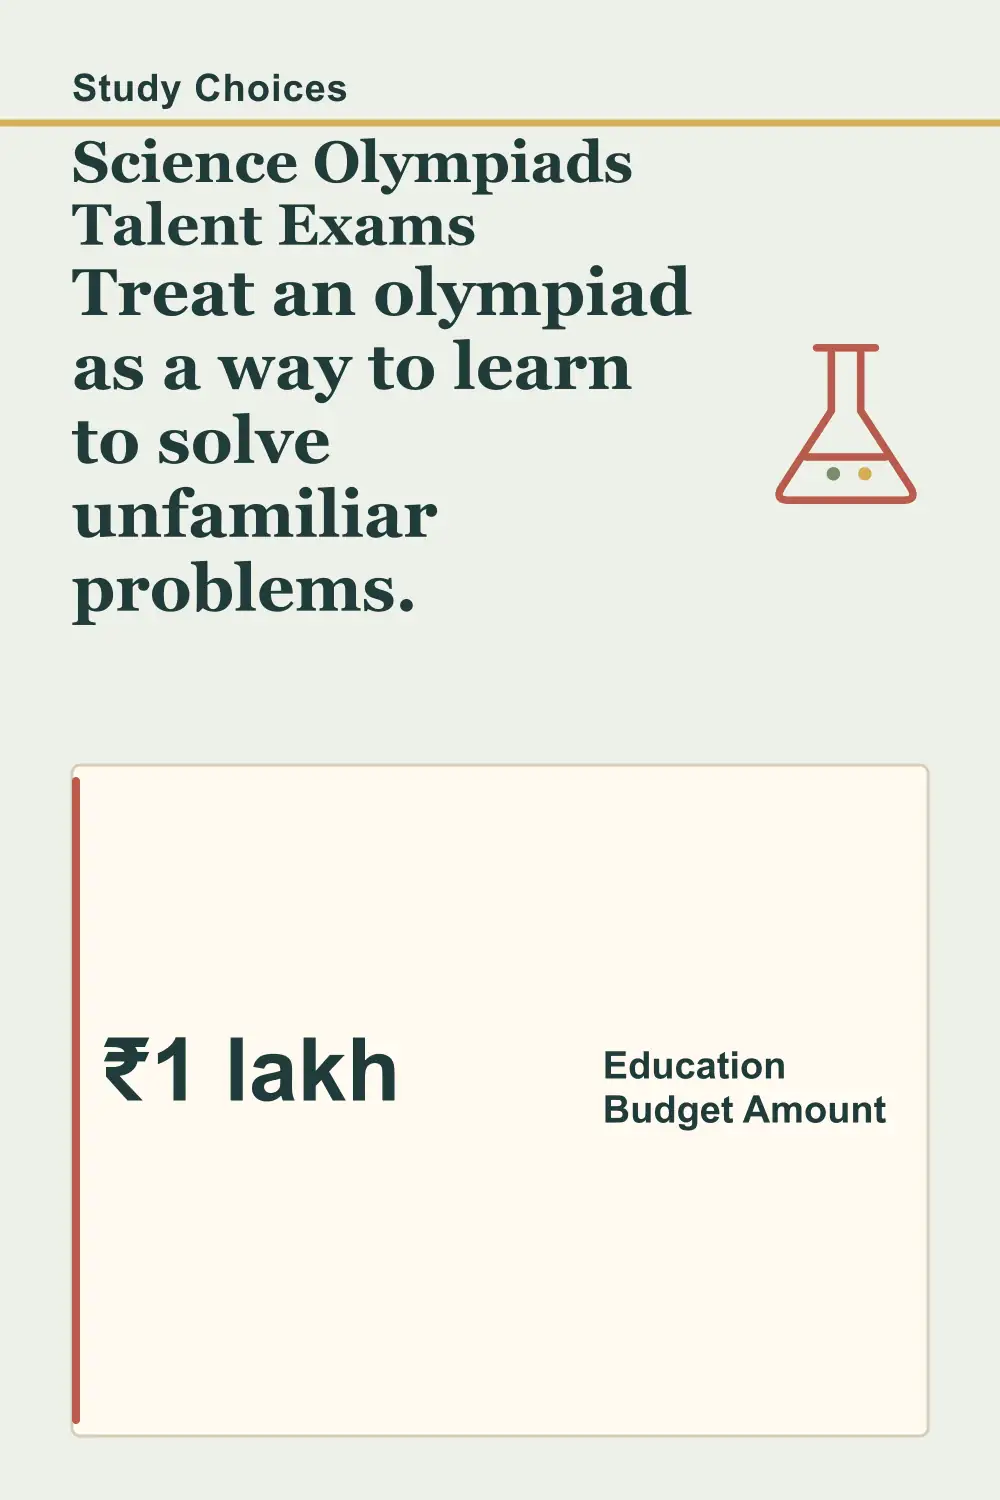 Study Choices
Science Olympiads
Talent Exams
Treat an olympiad
as a way to learn
to solve
unfamiliar
problems.
₹1 lakh
Education
Budget Amount